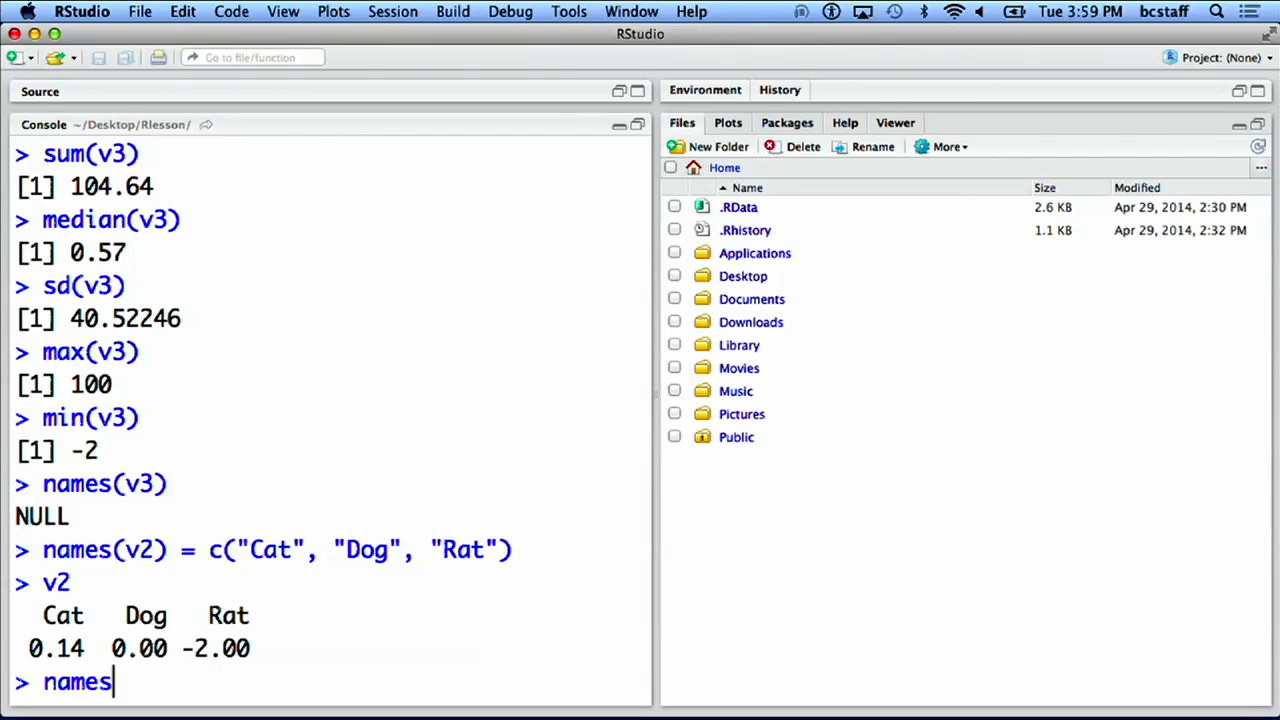 RStudio File Edit Code View Plots Session Build Debug Tools Window Help Tue 3:59 PM bcstaff
RStudio
Go to file/function Project: (None)
Source
Console ~/Desktop/Rlesson/
> sum(v3)
[1] 104.64
> median(v3)
[1] 0.57
> sd(v3)
[1] 40.52246
> max(v3)
[1] 100
> min(v3)
[1] -2
> names(v3)
NULL
> names(v2) = c("Cat", "Dog", "Rat")
> v2
Cat Dog Rat
0.14 0.00 -2.00
> names
Environment History
Files Plots Packages Help Viewer
New Folder Delete Rename More
Home ...
Name Size Modified
.RData 2.6 KB Apr 29, 2014, 2:30 PM
.Rhistory 1.1 KB Apr 29, 2014, 2:32 PM
Applications
Desktop
Documents
Downloads
Library
Movies
Music
Pictures
Public